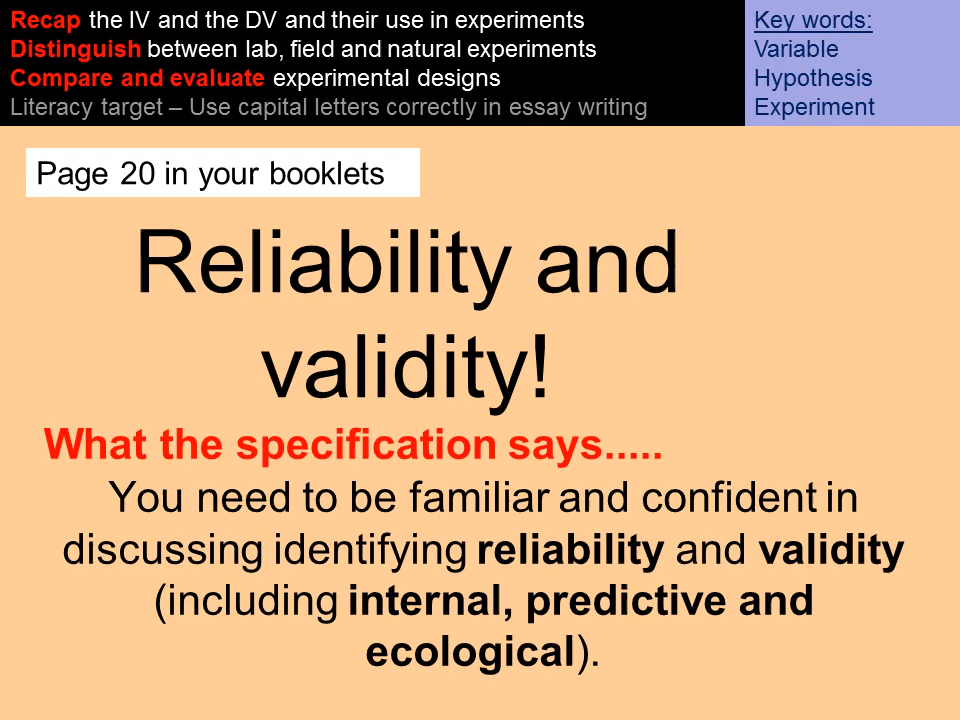 Recap the IV and the DV and their use in experiments
Distinguish between lab, field and natural experiments
Compare and evaluate experimental designs
Literacy target – Use capital letters correctly in essay writing
Key words:
Variable
Hypothesis
Experiment
Page 20 in your booklets
Reliability and
validity!
What the specification says.....
You need to be familiar and confident in
discussing identifying reliability and validity
(including internal, predictive and
ecological).